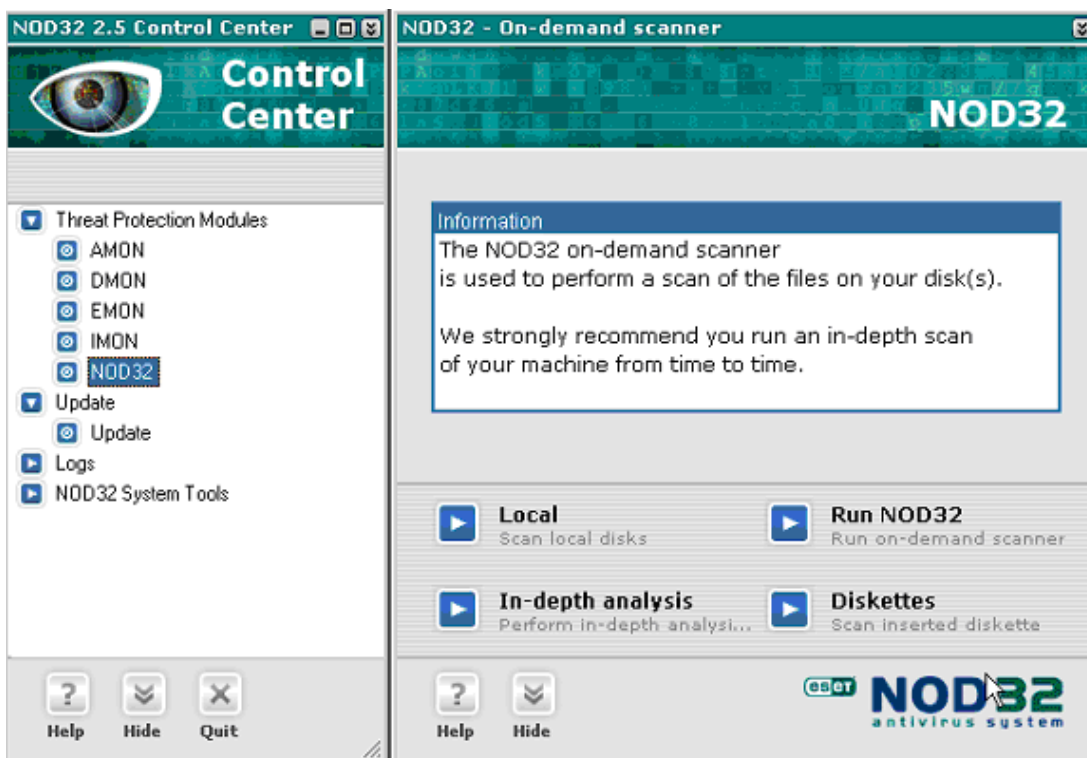 NOD32 2.5 Control Center
Control
Center
Threat Protection Modules
AMON
DMON
EMON
IMON
NOD32
Update
Update
Logs
NOD32 System Tools
Help
Hide
Quit
NOD32 - On-demand scanner
NOD32
Information
The NOD32 on-demand scanner
is used to perform a scan of the files on your disk(s).
We strongly recommend you run an in-depth scan
of your machine from time to time.
Local
Scan local disks
Run NOD32
Run on-demand scanner
In-depth analysis
Perform in-depth analysi...
Diskettes
Scan inserted diskette
Help
Hide
eset NOD32
antivirus system